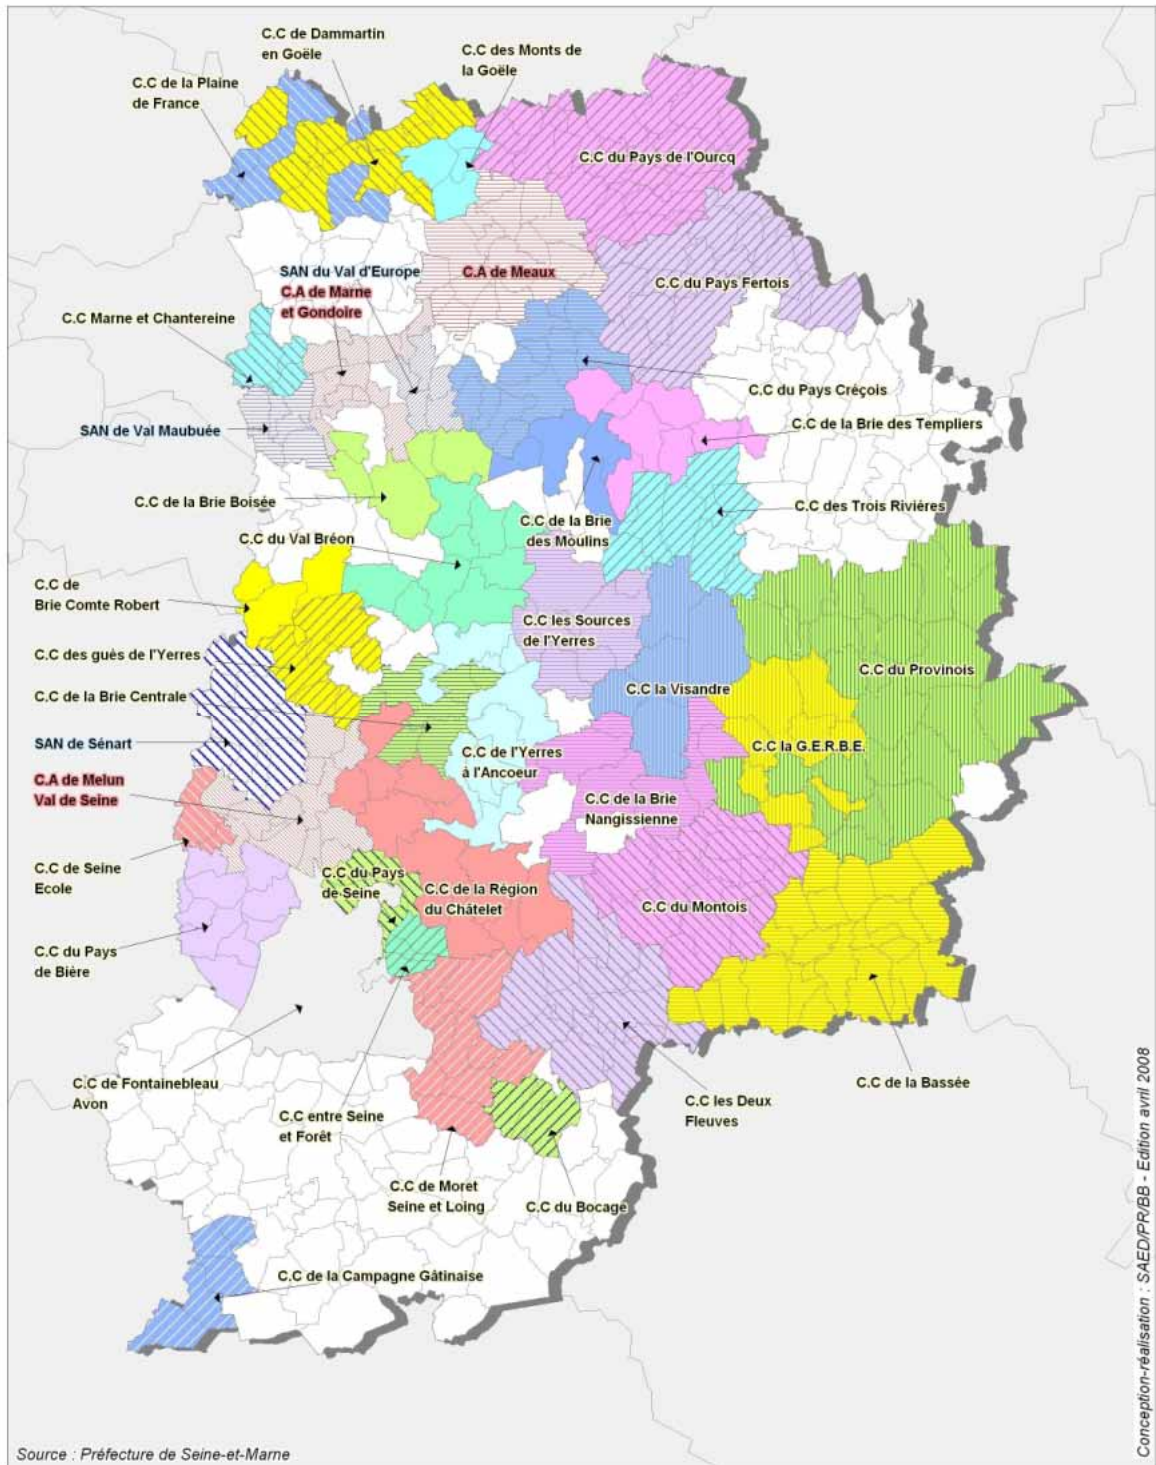 C.C de Dammartin
en Goële
C.C des Monts de
la Goële
C.C de la Plaine
de France
C.C du Pays de l'Ourcq
SAN du Val d'Europe
C.A de Marne
et Gondoire
C.A de Meaux
C.C du Pays Fertois
C.C Marne et Chantereine
C.C du Pays Créçois
C.C de la Brie des Templiers
SAN de Val Maubuée
C.C de la Brie Boisée
C.C des Trois Rivières
C.C de la Brie
des Moulins
C.C du Val Bréon
C.C de
Brie Comte Robert
C.C les Sources
de l'Yerres
C.C des gués de l'Yerres
C.C du Provinois
C.C de la Brie Centrale
C.C la Visandre
SAN de Sénart
C.C de l'Yerres
à l'Ancoeur
C.C la G.E.R.B.E.
C.A de Melun
Val de Seine
C.C de la Brie
Nangissienne
C.C de Seine
Ecole
C.C du Pays
de Seine
C.C de la Région
du Châtelet
C.C du Montois
C.C du Pays
de Bière
C.C de Fontainebleau
Avon
C.C de la Bassée
C.C entre Seine
et Forêt
C.C les Deux
Fleuves
C.C de Moret
Seine et Loing
C.C du Bocage
C.C de la Campagne Gâtinaise
Source : Préfecture de Seine-et-Marne
Conception-réalisation : SAED/PR/BB - Edition avril 2008